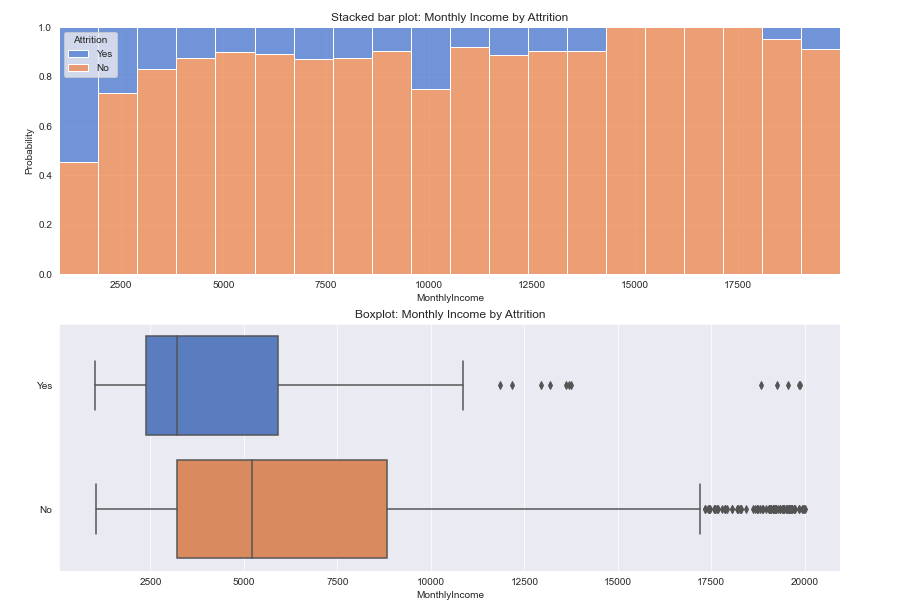 Stacked bar plot: Monthly Income by Attrition
1.0
Attrition
Yes
No
0.8
0.6
0.4
0.2
0.0
Probability
2500 5000 7500 10000 12500 15000 17500
MonthlyIncome
Boxplot: Monthly Income by Attrition
Yes
No
2500 5000 7500 10000 12500 15000 17500 20000
MonthlyIncome